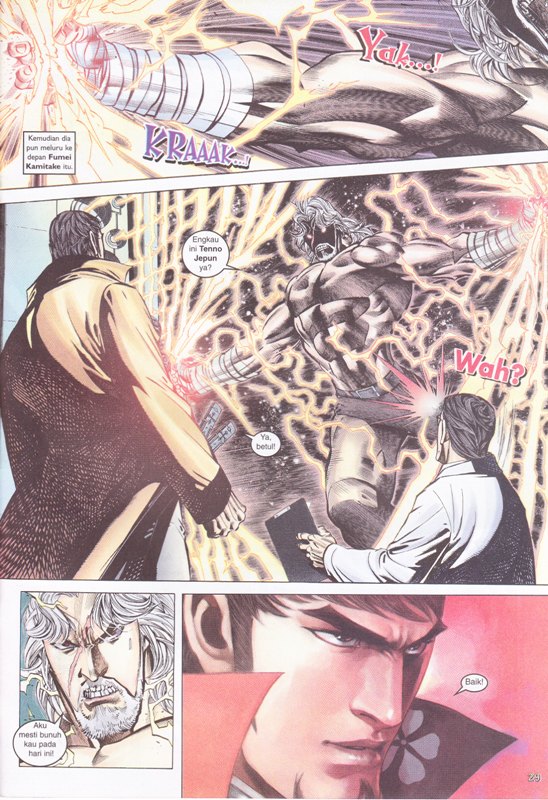 Yak...!
KRAAAK...!
Kemudian dia
pun meluru ke
depan Fumei
Kamitake itu.
Engkau
ini Tenno
Jepun
ya?
Wah?
Ya,
betul!
Aku
mesti bunuh
kau pada
hari ini!
Baik!
29